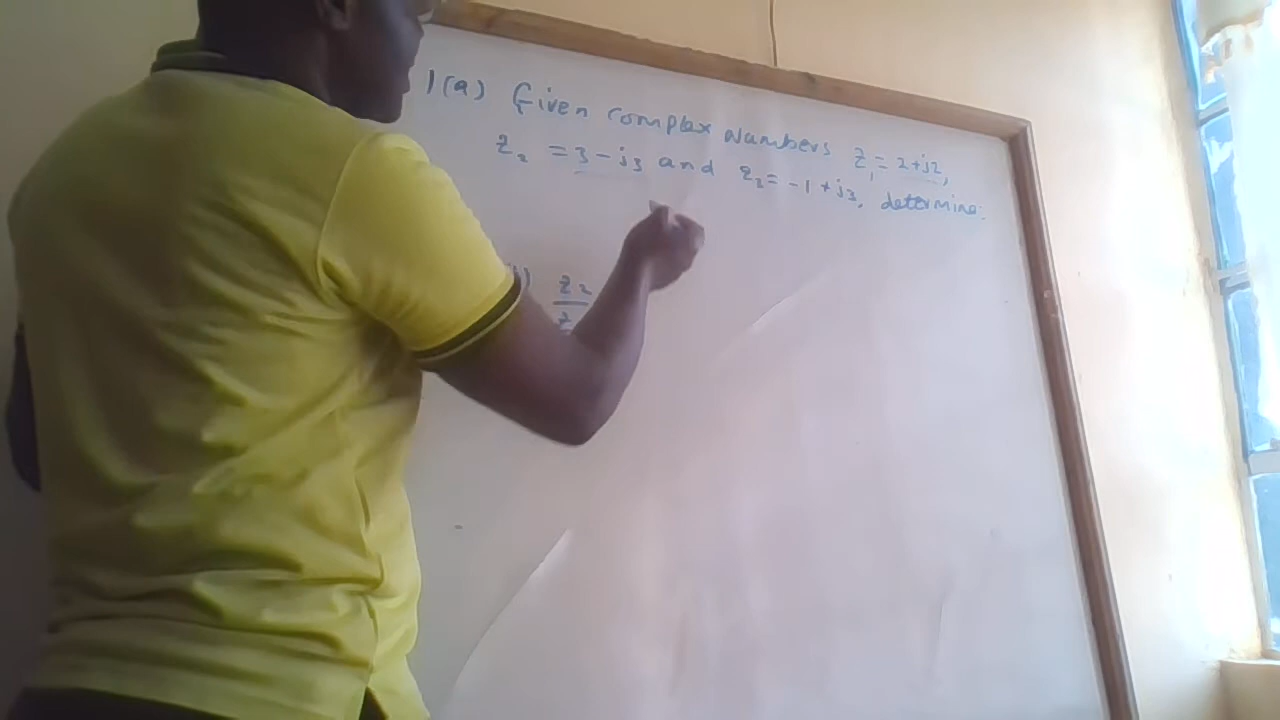 1(a) Given complex Numbers Z₁ = 2+j2,
Z₂ = 3-j3 and Z₃ = -1+j3, determine:
Z₂
Z